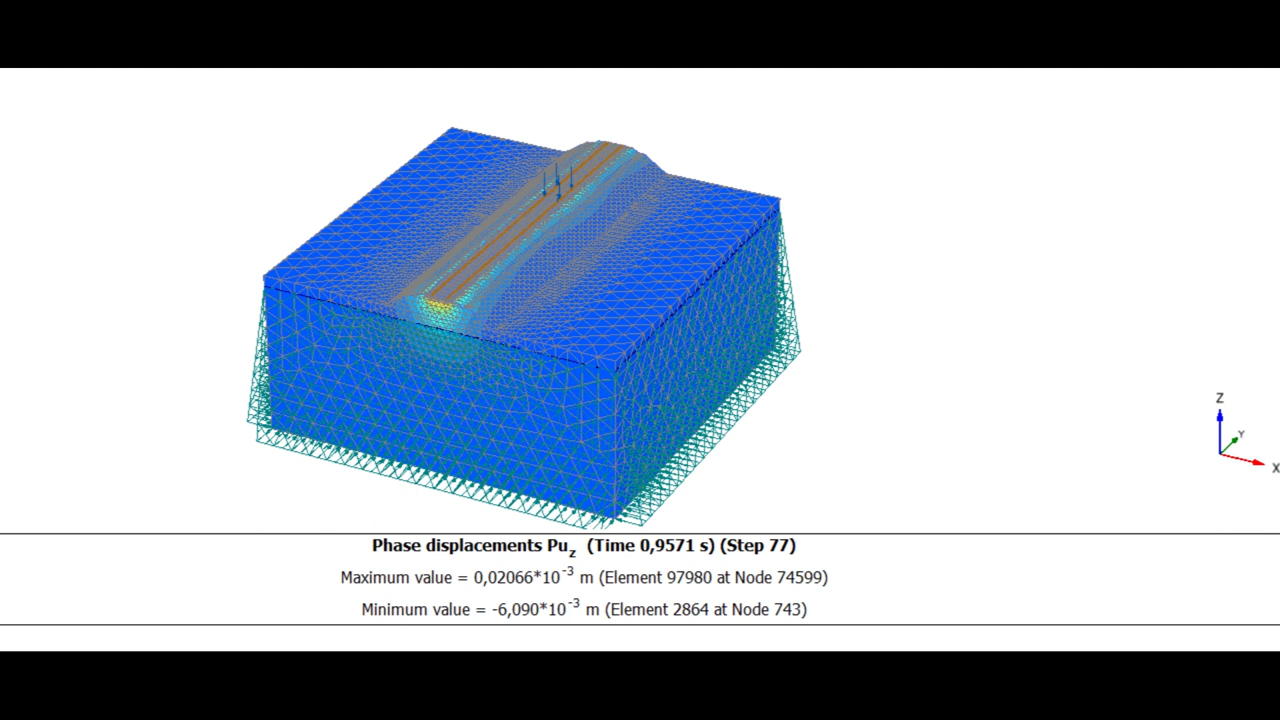 Z
Y
X
Phase displacements Puz (Time 0,9571 s) (Step 77)
Maximum value = 0,02066*10-3 m (Element 97980 at Node 74599)
Minimum value = -6,090*10-3 m (Element 2864 at Node 743)